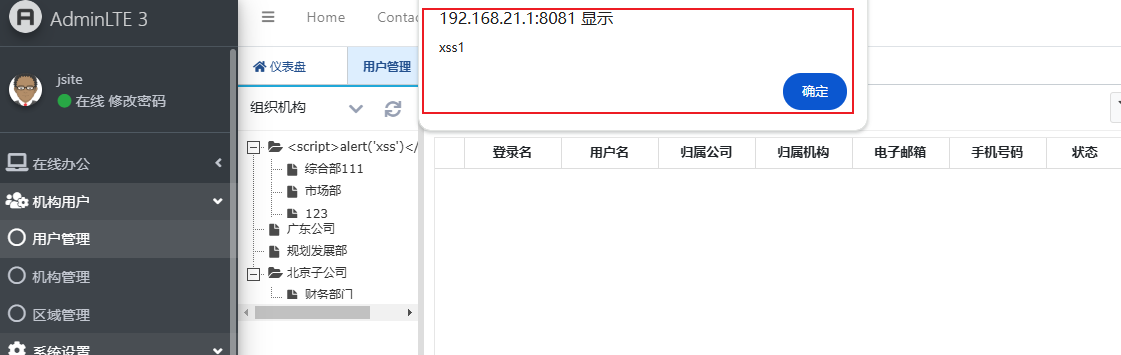 AdminLTE 3
jsite
在线 修改密码
在线办公
机构用户
用户管理
机构管理
区域管理
系统设置
Home
仪表盘 用户管理
组织机构
<script>alert('xss')</
综合部111
市场部
123
广东公司
规划发展部
北京子公司
财务部门
192.168.21.1:8081 显示
xss1
确定
登录名 用户名 归属公司 归属机构 电子邮箱 手机号码 状态